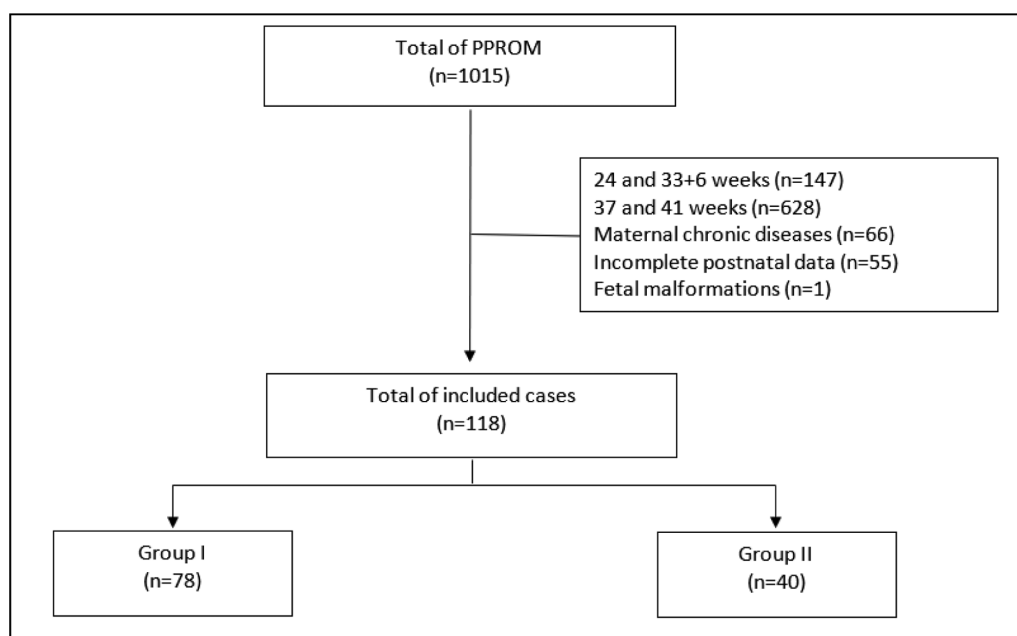 Total of PPROM
(n=1015)
24 and 33+6 weeks (n=147)
37 and 41 weeks (n=628)
Maternal chronic diseases (n=66)
Incomplete postnatal data (n=55)
Fetal malformations (n=1)
Total of included cases
(n=118)
Group I
(n=78)
Group II
(n=40)